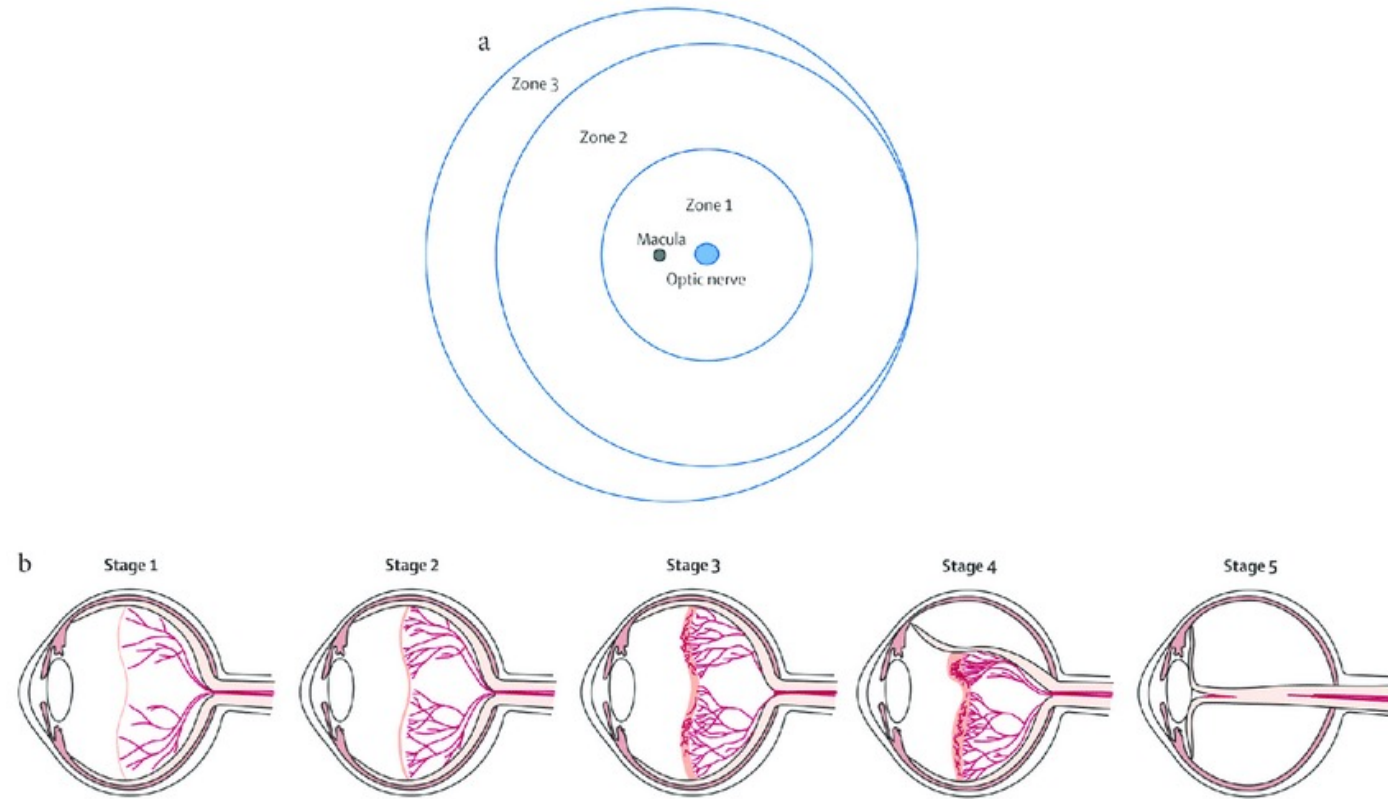 a
Zone 3
Zone 2
Zone 1
Macula
Optic nerve
b
Stage 1
Stage 2
Stage 3
Stage 4
Stage 5